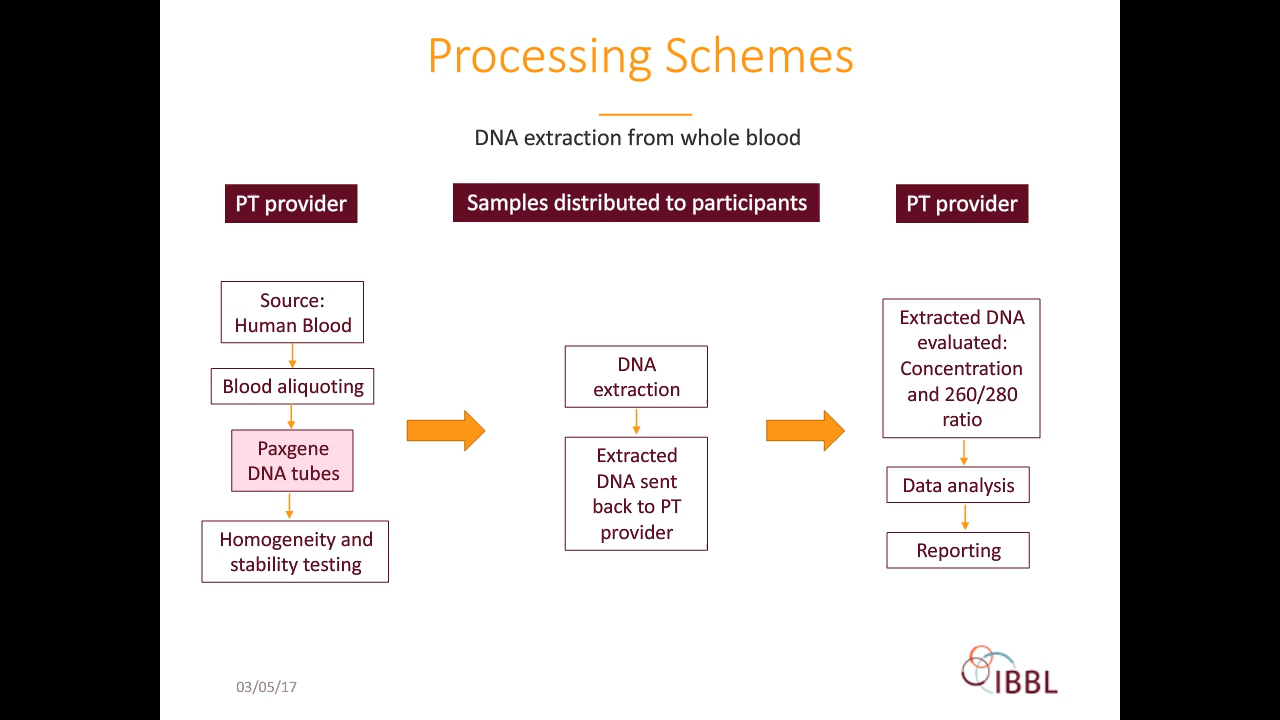 Processing Schemes
DNA extraction from whole blood
PT provider
Samples distributed to participants
PT provider
Source:
Human Blood
Blood aliquoting
Paxgene
DNA tubes
Homogeneity and
stability testing
DNA
extraction
Extracted
DNA sent
back to PT
provider
Extracted DNA
evaluated:
Concentration
and 260/280
ratio
Data analysis
Reporting
03/05/17
IBBL